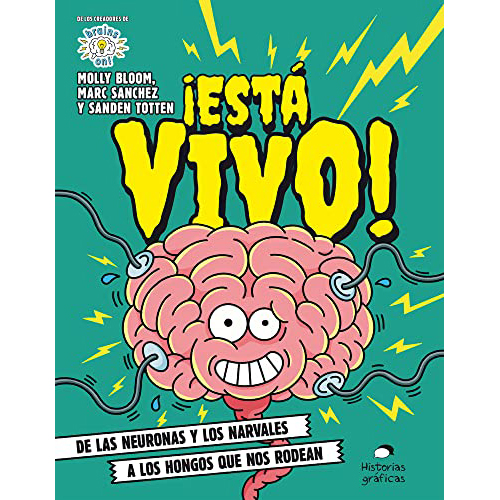 DE LOS CREADORES DE
brains
on!
MOLLY BLOOM,
MARC SANCHEZ
Y SANDEN TOTTEN
¡ESTÁ
VIVO!
DE LAS NEURONAS Y LOS NARVALES
A LOS HONGOS QUE NOS RODEAN
Historias
gráficas